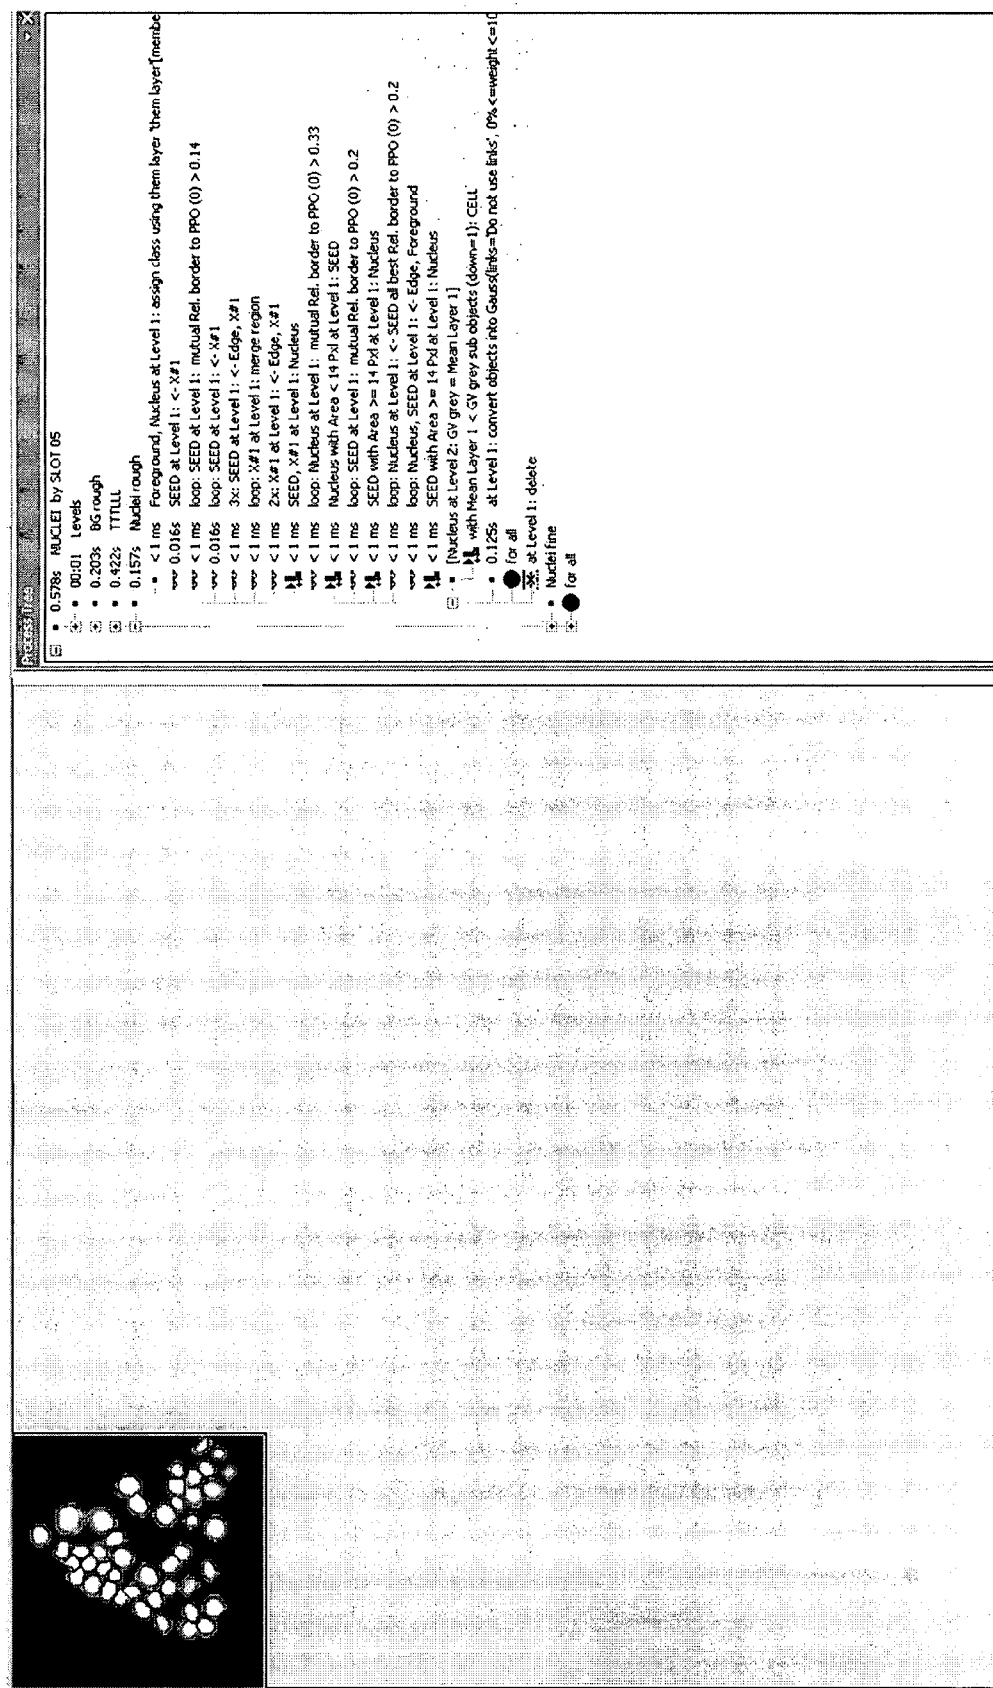 Process Tree
0.578s NUCLEI by SLOT 05
00:01 Levels
0.203s BG rough
0.422s TTTLLL
0.157s Nuclei rough
< 1 ms Foreground, Nucleus at Level 1: assign class using them layer 'them layer'[membe
0.016s SEED at Level 1: <- X#1
< 1 ms loop: SEED at Level 1: mutual Rel. border to PPO (0) > 0.14
0.016s loop: SEED at Level 1: <- X#1
< 1 ms 3x: SEED at Level 1: <- Edge, X#1
< 1 ms loop: X#1 at Level 1: merge region
< 1 ms 2x: X#1 at Level 1: <- Edge, X#1
< 1 ms SEED, X#1 at Level 1: Nucleus
< 1 ms loop: Nucleus at Level 1: mutual Rel. border to PPO (0) > 0.33
< 1 ms Nucleus with Area < 14 Pxl at Level 1: SEED
< 1 ms loop: SEED at Level 1: mutual Rel. border to PPO (0) > 0.2
< 1 ms SEED with Area >= 14 Pxl at Level 1: Nucleus
< 1 ms loop: Nucleus at Level 1: <- SEED all best Rel. border to PPO (0) > 0.2
< 1 ms loop: Nucleus, SEED at Level 1: <- Edge, Foreground
< 1 ms SEED with Area >= 14 Pxl at Level 1: Nucleus
[Nucleus at Level 2: GV grey = Mean Layer 1]
with Mean Layer 1 < GV grey sub objects (down=1): CELL
0.125s at Level 1: convert objects into Gauss(links='Do not use links', 0% <=weight <=10
for all
at Level 1: delete
Nuclei fine
for all